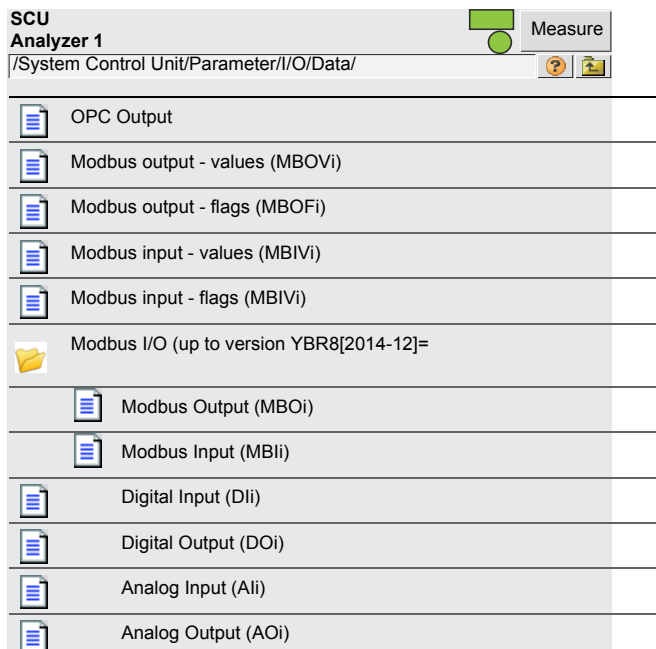 SCU
Analyzer 1
Measure
/System Control Unit/Parameter/I/O/Data/
?
OPC Output
Modbus output - values (MBOVi)
Modbus output - flags (MBOFi)
Modbus input - values (MBIVi)
Modbus input - flags (MBIVi)
Modbus I/O (up to version YBR8[2014-12]=
Modbus Output (MBOi)
Modbus Input (MBIi)
Digital Input (DIi)
Digital Output (DOi)
Analog Input (AIi)
Analog Output (AOi)